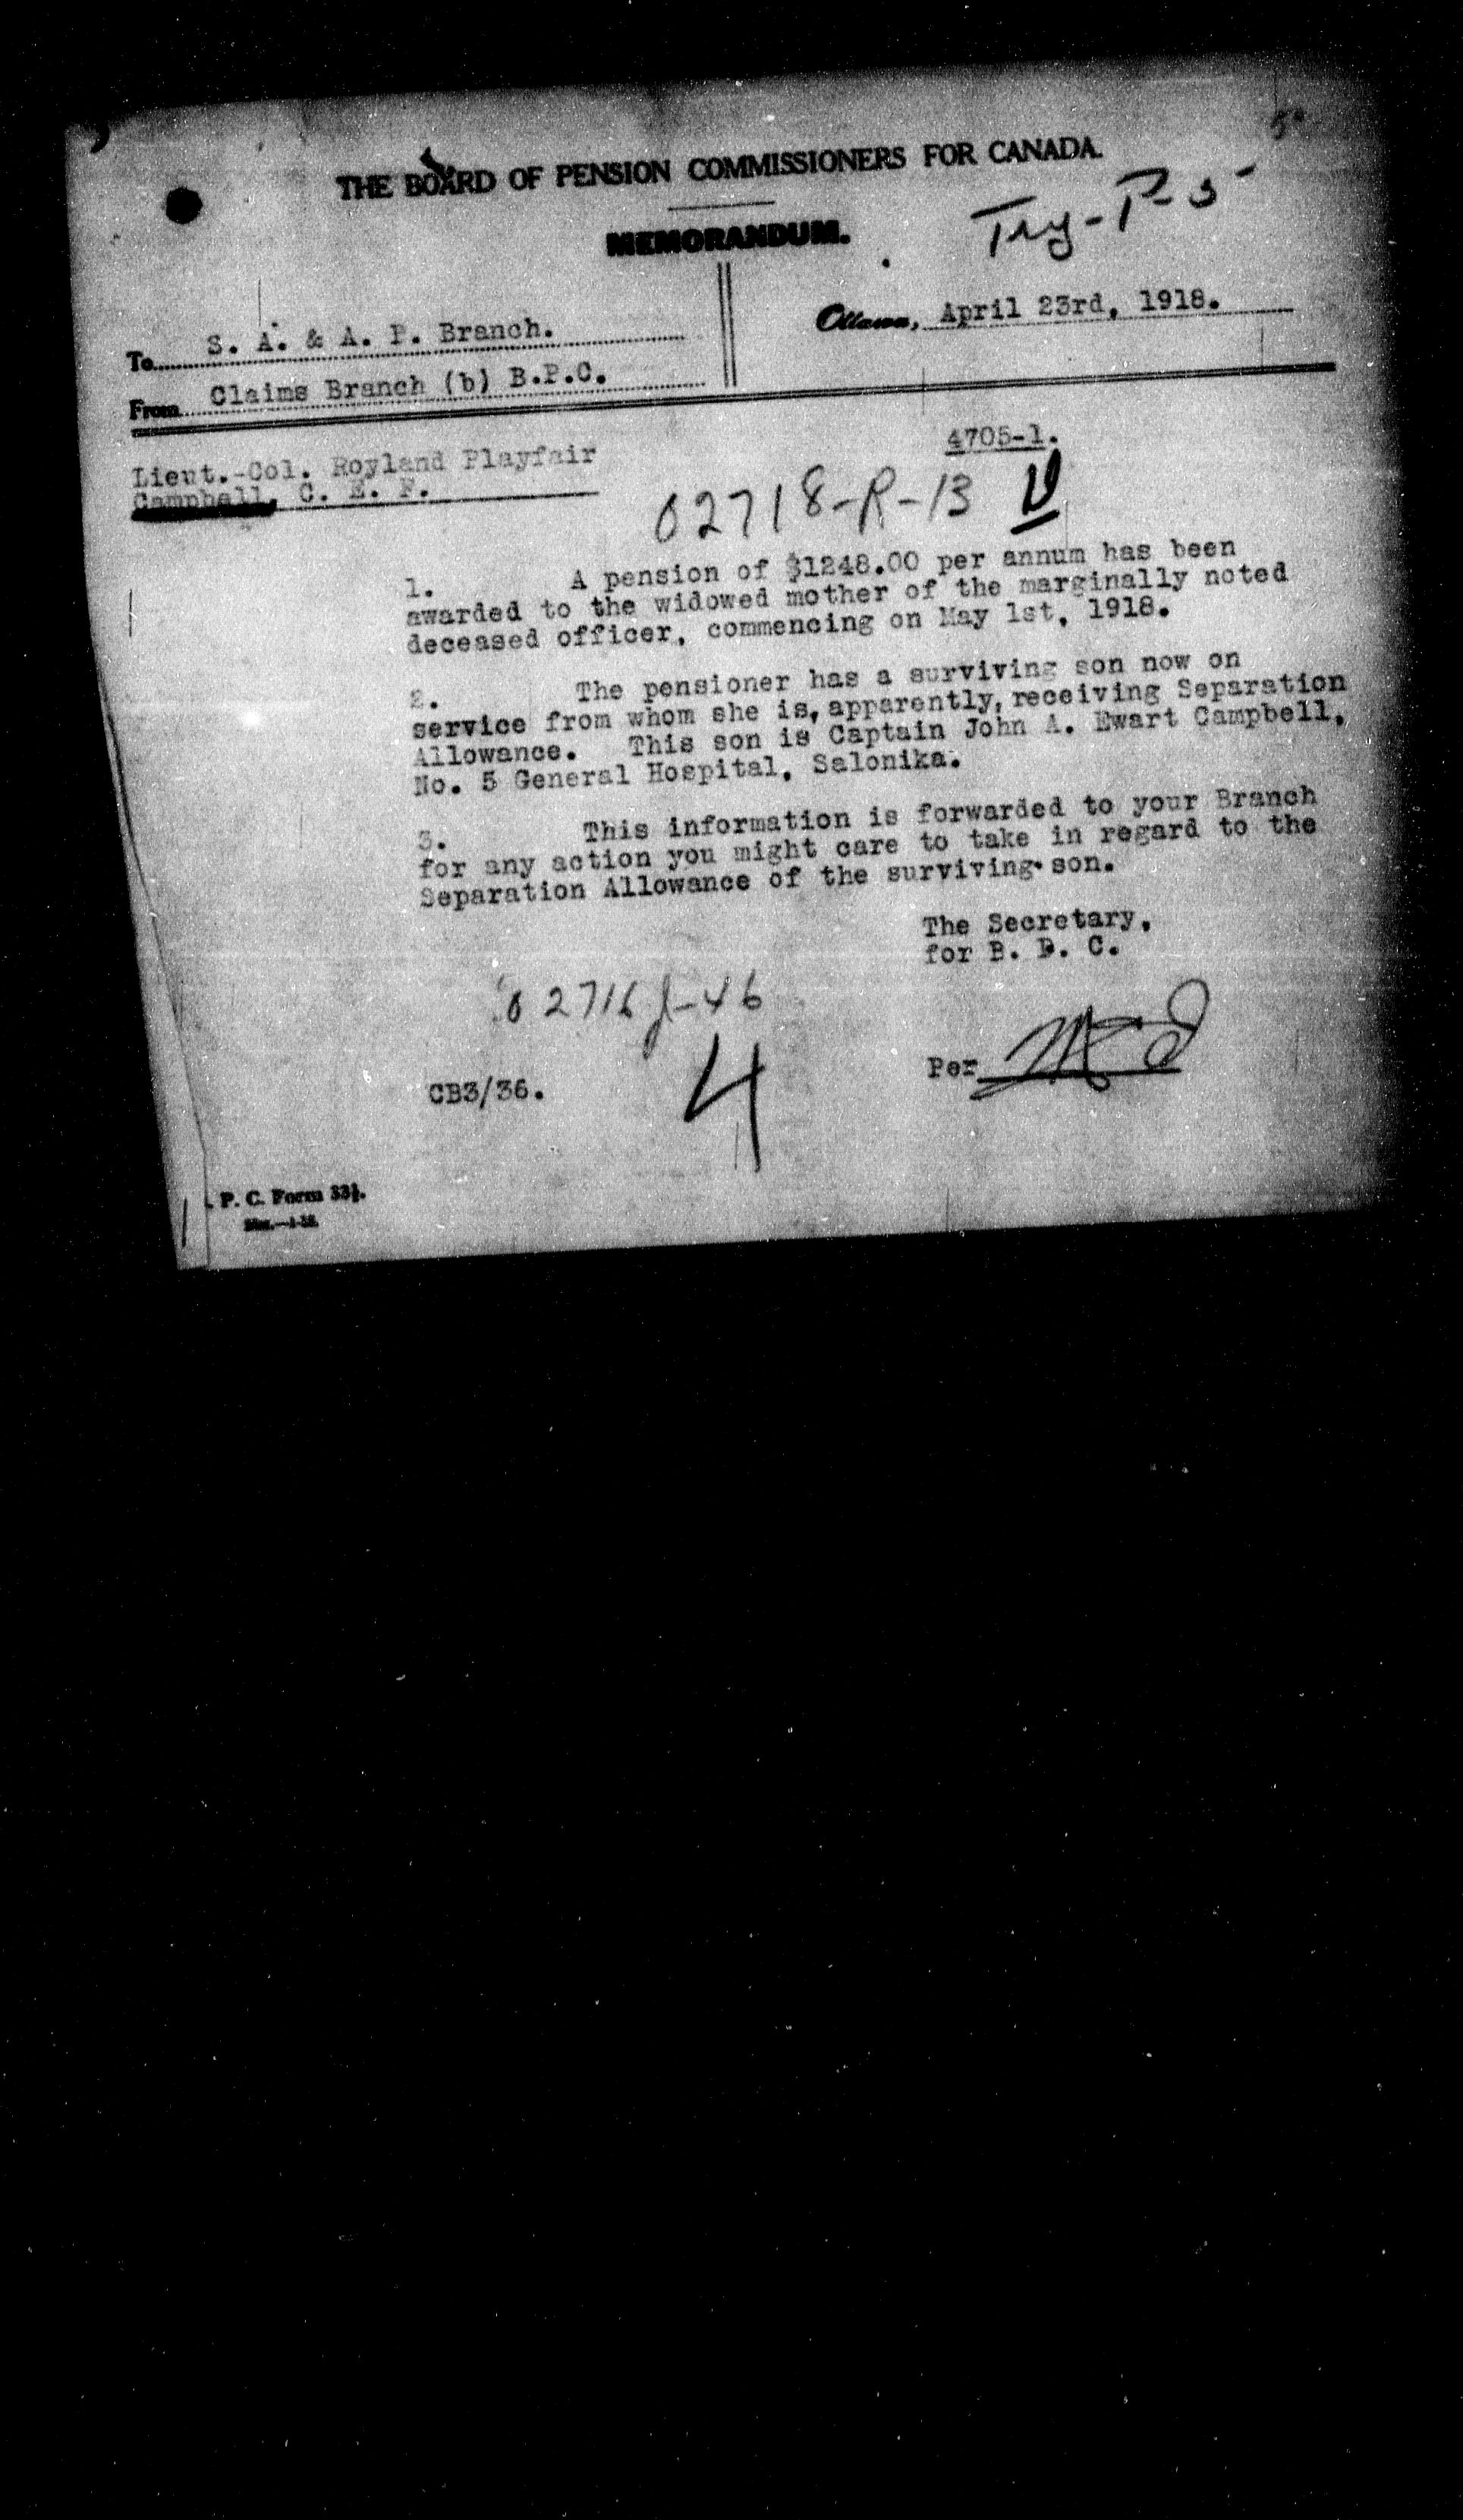 THE BOARD OF PENSION COMMISSIONERS FOR CANADA.
MEMORANDUM.
Try-P-5
Ottawa, April 23rd, 1918.
To S. A. & A. P. Branch.
From Claims Branch (b) B.P.C.
4705-1.
Lieut.-Col. Royland Playfair
Campbell, C. E. F.
02718-R-13
1. A pension of $1248.00 per annum has been
awarded to the widowed mother of the marginally noted
deceased officer, commencing on May 1st, 1918.
2. The pensioner has a surviving son now on
service from whom she is, apparently, receiving Separation
Allowance. This son is Captain John A. Ewart Campbell,
No. 5 General Hospital, Salonika.
3. This information is forwarded to your Branch
for any action you might care to take in regard to the
Separation Allowance of the surviving son.
The Secretary,
for B. P. C.
02716 J-46
Per
CB3/36.
4
P. C. Form 33½.